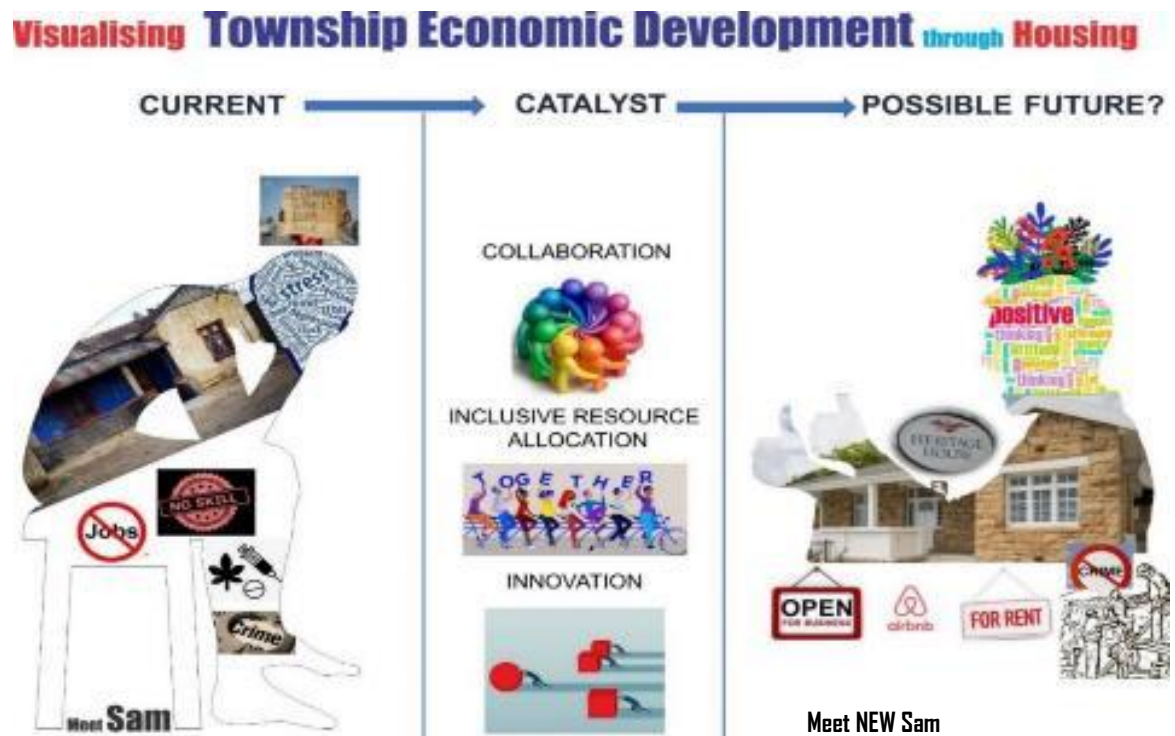 Visualising Township Economic Development through Housing
CURRENT
CATALYST
POSSIBLE FUTURE?
stress
NO SKILL
Jobs
Crime
Meet Sam
COLLABORATION
INCLUSIVE RESOURCE
ALLOCATION
TOGETHER
INNOVATION
positive
thinking
thinking
HERITAGE
HOUSE
OPEN
FOR BUSINESS
airbnb
FOR RENT
CRIME
Meet NEW Sam